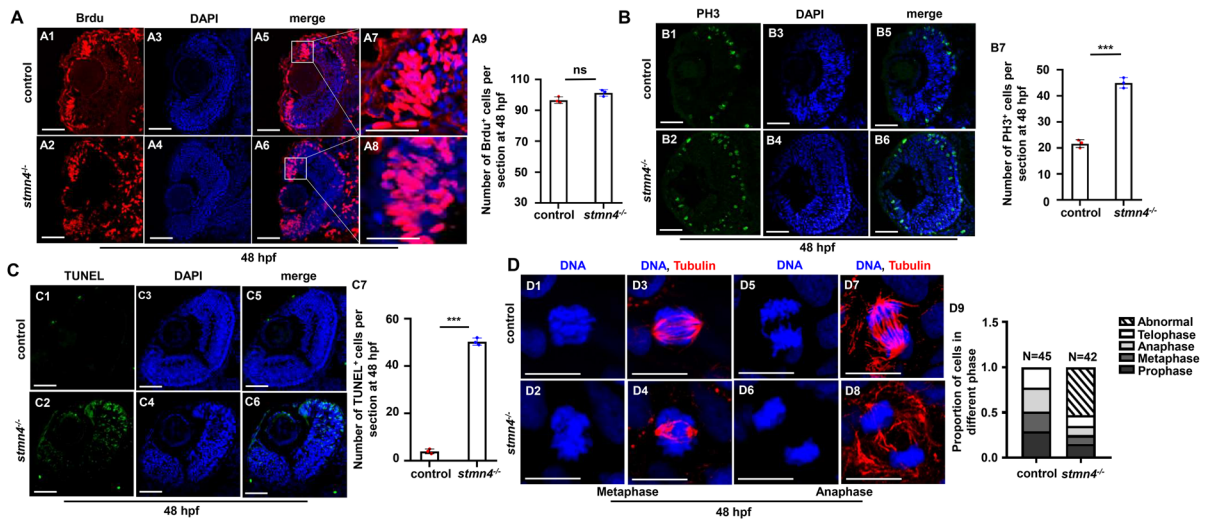 A
Brdu
DAPI
merge
control
stmn4-/-
A1
A3
A5
A7
A2
A4
A6
A8
48 hpf
A9
Number of Brdu+ cells per
section at 48 hpf
110
90
70
50
30
ns
control
stmn4-/-
B
PH3
DAPI
merge
control
stmn4-/-
B1
B3
B5
B2
B4
B6
48 hpf
B7
Number of PH3+ cells per
section at 48 hpf
50
40
30
20
10
0
***
control
stmn4-/-
C
TUNEL
DAPI
merge
control
stmn4-/-
C1
C3
C5
C2
C4
C6
48 hpf
C7
Number of TUNEL+ cells per
section at 48 hpf
60
40
20
0
***
control
stmn4-/-
D
DNA
DNA, Tubulin
DNA
DNA, Tubulin
control
stmn4-/-
D1
D3
D5
D7
D2
D4
D6
D8
Metaphase
Anaphase
48 hpf
D9
Proportion of cells in
different phase
1.5
1.0
0.5
0.0
N=45
N=42
control
stmn4-/-
Abnormal
Telophase
Anaphase
Metaphase
Prophase